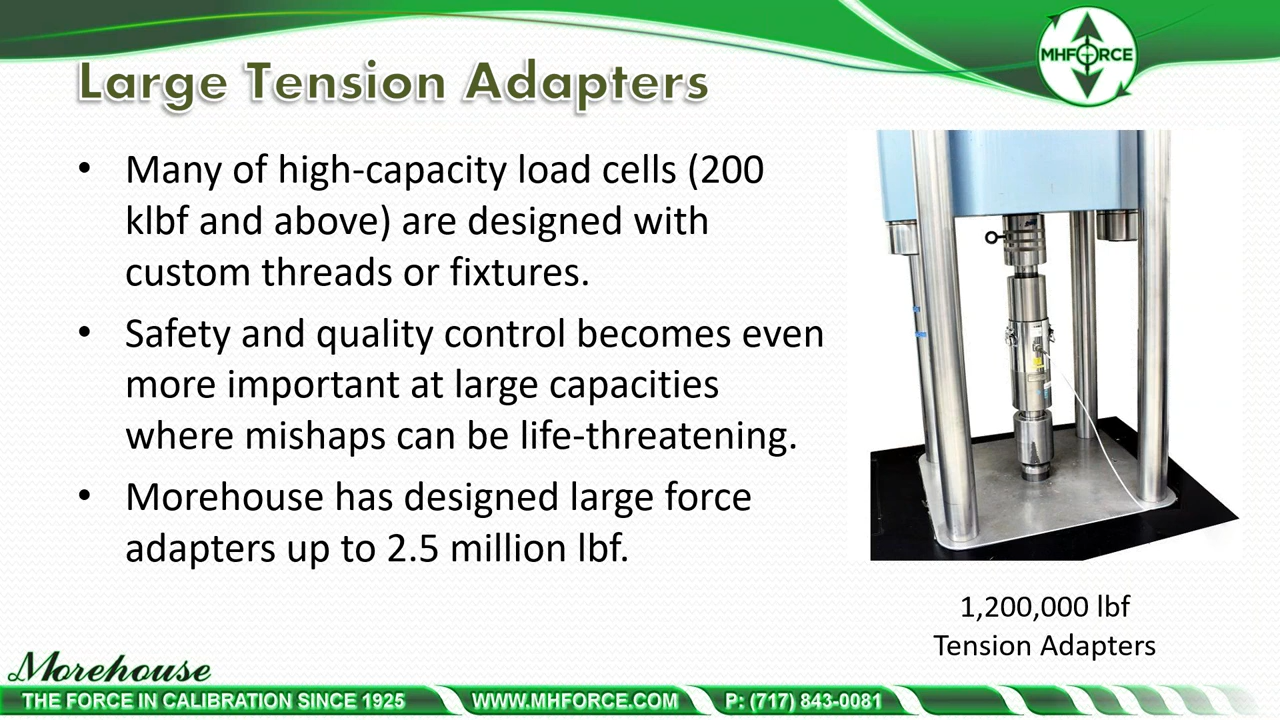 MHFORCE
Large Tension Adapters
• Many of high-capacity load cells (200
klbf and above) are designed with
custom threads or fixtures.
• Safety and quality control becomes even
more important at large capacities
where mishaps can be life-threatening.
• Morehouse has designed large force
adapters up to 2.5 million lbf.
1,200,000 lbf
Tension Adapters
Morehouse
THE FORCE IN CALIBRATION SINCE 1925 WWW.MHFORCE.COM P: (717) 843-0081